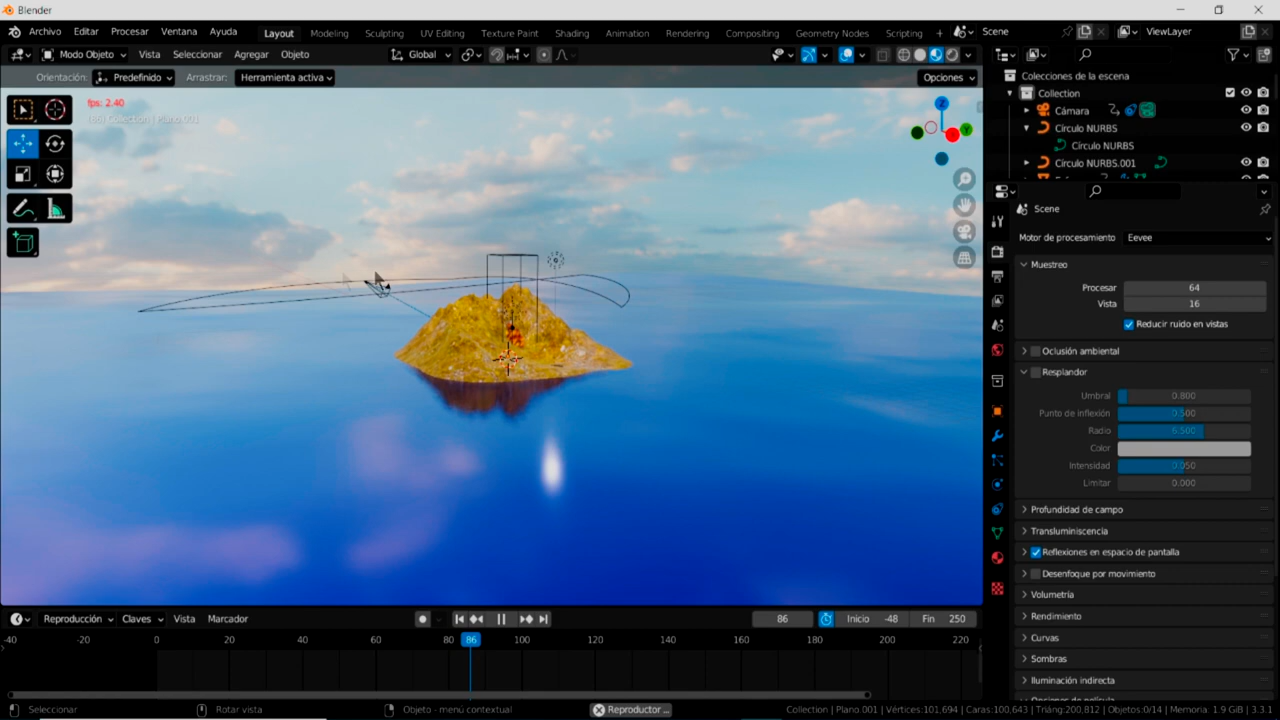 Blender
Archivo Editar Procesar Ventana Ayuda Layout Modeling Sculpting UV Editing Texture Paint Shading Animation Rendering Compositing Geometry Nodes Scripting + Scene ViewLayer
Modo Objeto Vista Seleccionar Agregar Objeto Global
Orientación: Predefinido Arrastrar: Herramienta activa Opciones
fps: 2.40
(86) Collection | Plano.001
Z
Y
Colecciones de la escena
Collection
Cámara
Círculo NURBS
Círculo NURBS
Círculo NURBS.001
Scene
Motor de procesamiento Eevee
Muestreo
Procesar 64
Vista 16
Reducir ruido en vistas
Oclusión ambiental
Resplandor
Umbral 0.800
Punto de inflexión 0.500
Radio 6.500
Color
Intensidad 0.050
Limitar 0.000
Profundidad de campo
Transluminiscencia
Reflexiones en espacio de pantalla
Desenfoque por movimiento
Volumetría
Rendimiento
Curvas
Sombras
Iluminación indirecta
Opciones de película
Reproducción Claves Vista Marcador 86 Inicio -48 Fin 250
-40 -20 0 20 40 60 80 86 100 120 140 160 180 200 220
Seleccionar Rotar vista Objeto - menú contextual Reproductor ... Collection | Plano.001 | Vértices:101,694 | Caras:100,643 | Triáng:200,812 | Objetos:0/14 | Memoria: 1.9 GiB | 3.3.1